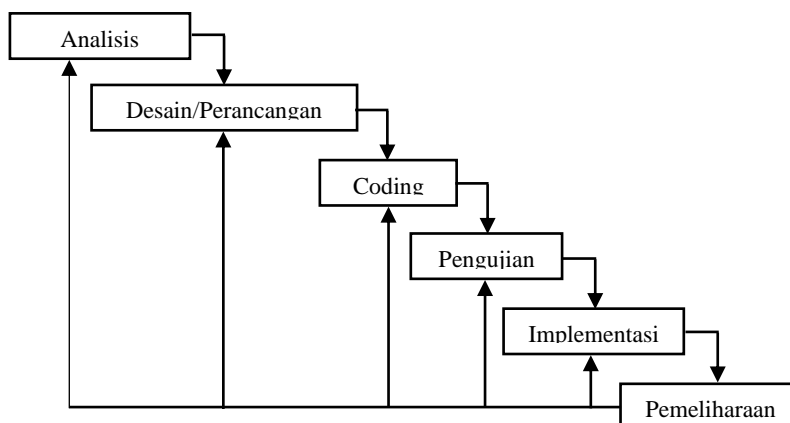 Analisis
Desain/Perancangan
Coding
Pengujian
Implementasi
Pemeliharaan